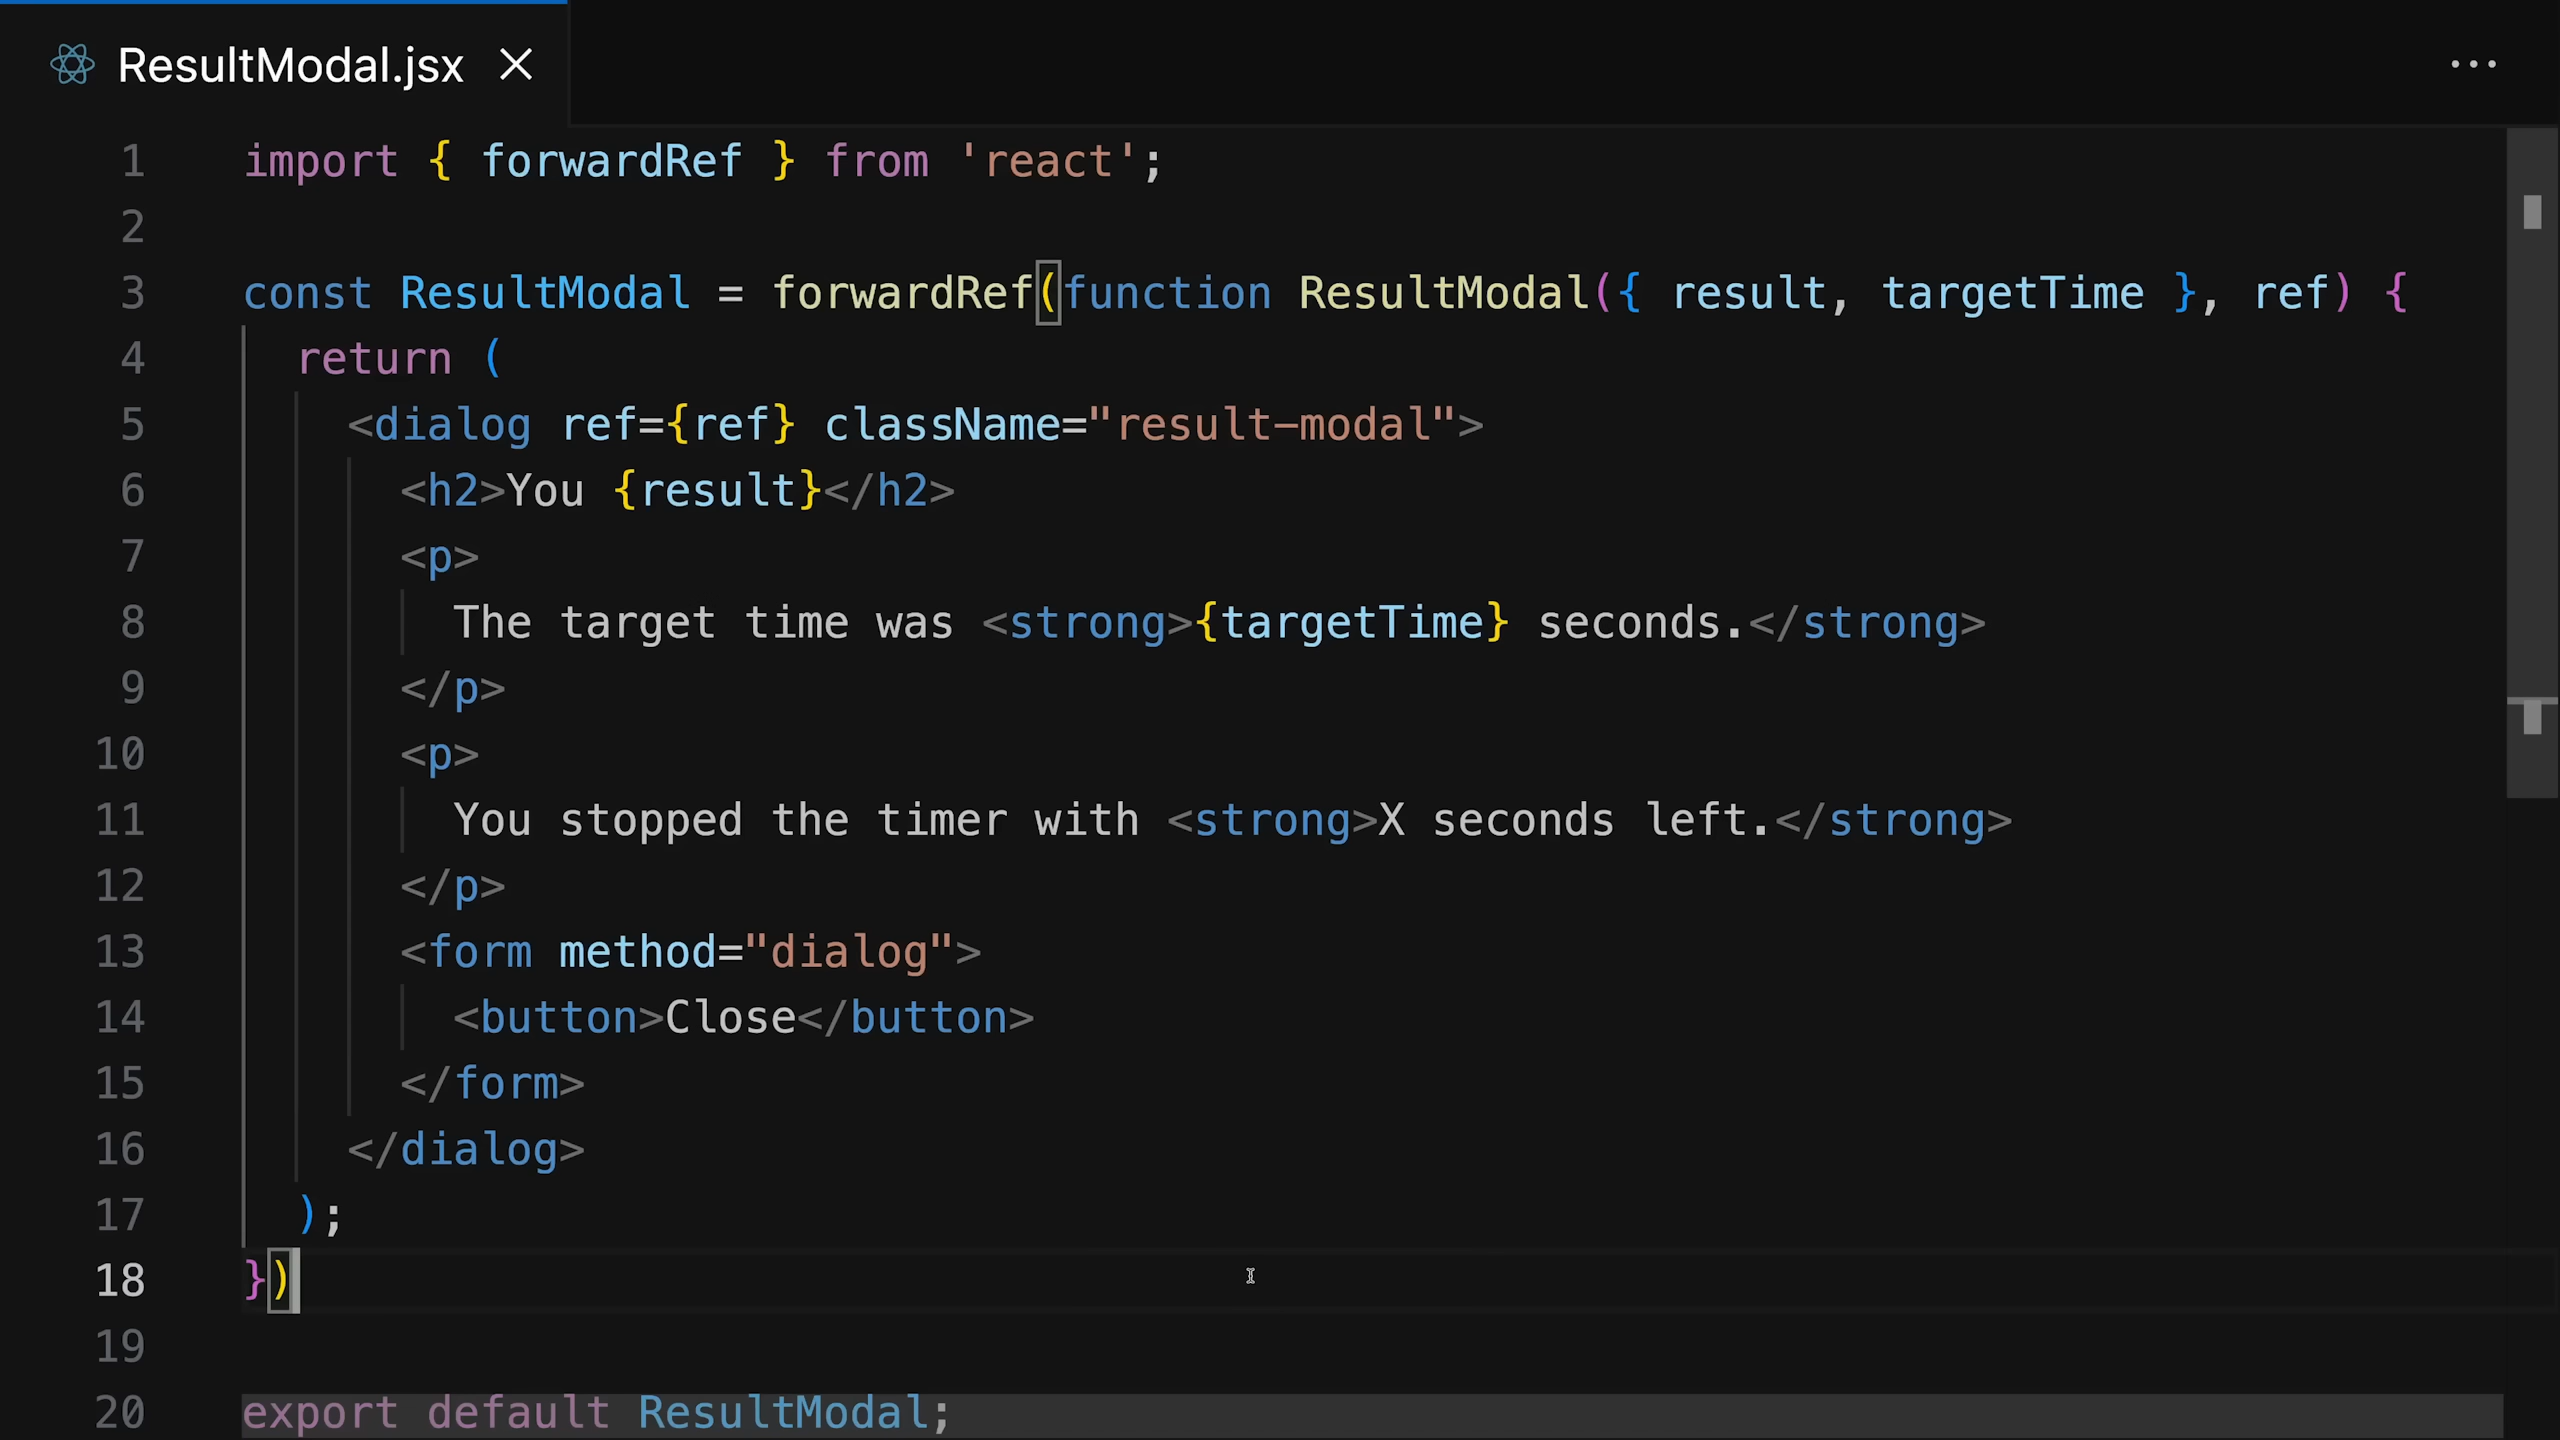 ResultModal.jsx
1 import { forwardRef } from 'react';
2
3 const ResultModal = forwardRef(function ResultModal({ result, targetTime }, ref) {
4   return (
5     <dialog ref={ref} className="result-modal">
6       <h2>You {result}</h2>
7       <p>
8         The target time was <strong>{targetTime} seconds.</strong>
9       </p>
10       <p>
11         You stopped the timer with <strong>X seconds left.</strong>
12       </p>
13       <form method="dialog">
14         <button>Close</button>
15       </form>
16     </dialog>
17   );
18 })
19
20 export default ResultModal;